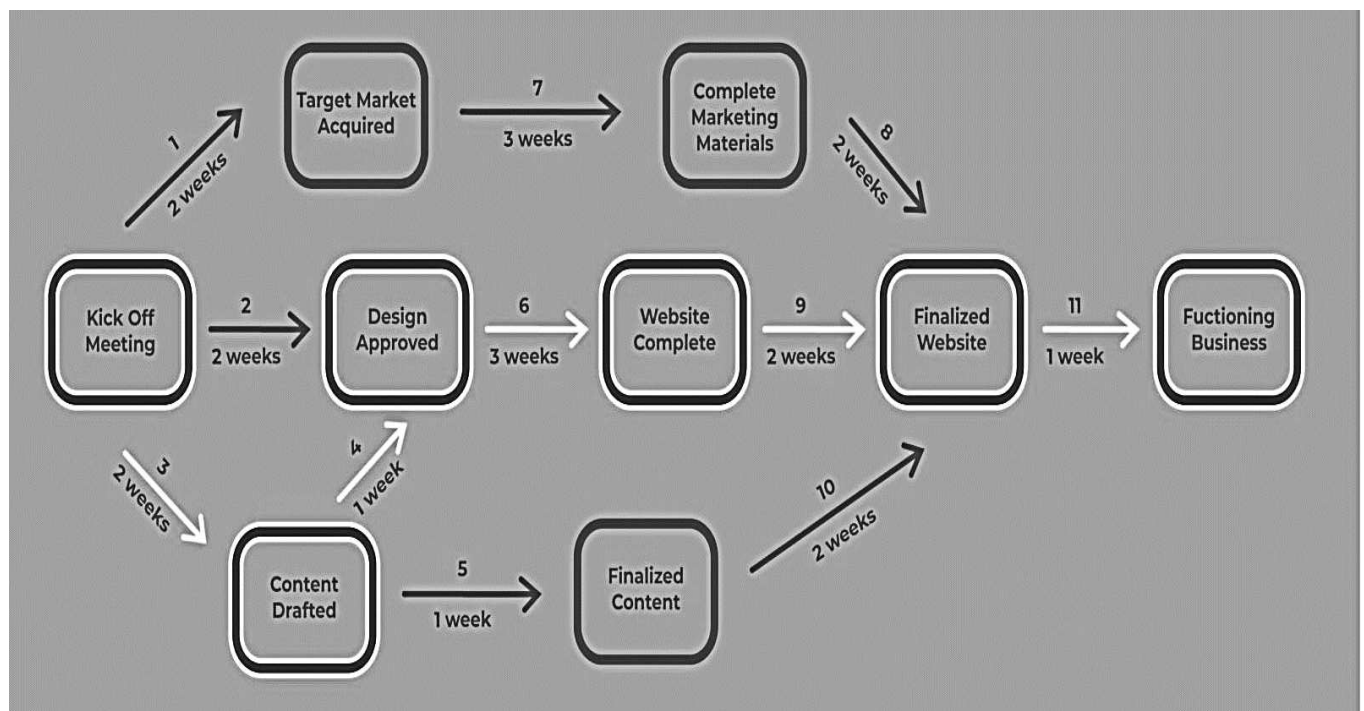 1
2 weeks
Target Market
Acquired
7
3 weeks
Complete
Marketing
Materials
8
2 weeks
Kick Off
Meeting
2
2 weeks
Design
Approved
6
3 weeks
Website
Complete
9
2 weeks
Finalized
Website
11
1 week
Fuctioning
Business
3
2 weeks
4
1 week
Content
Drafted
5
1 week
Finalized
Content
10
2 weeks